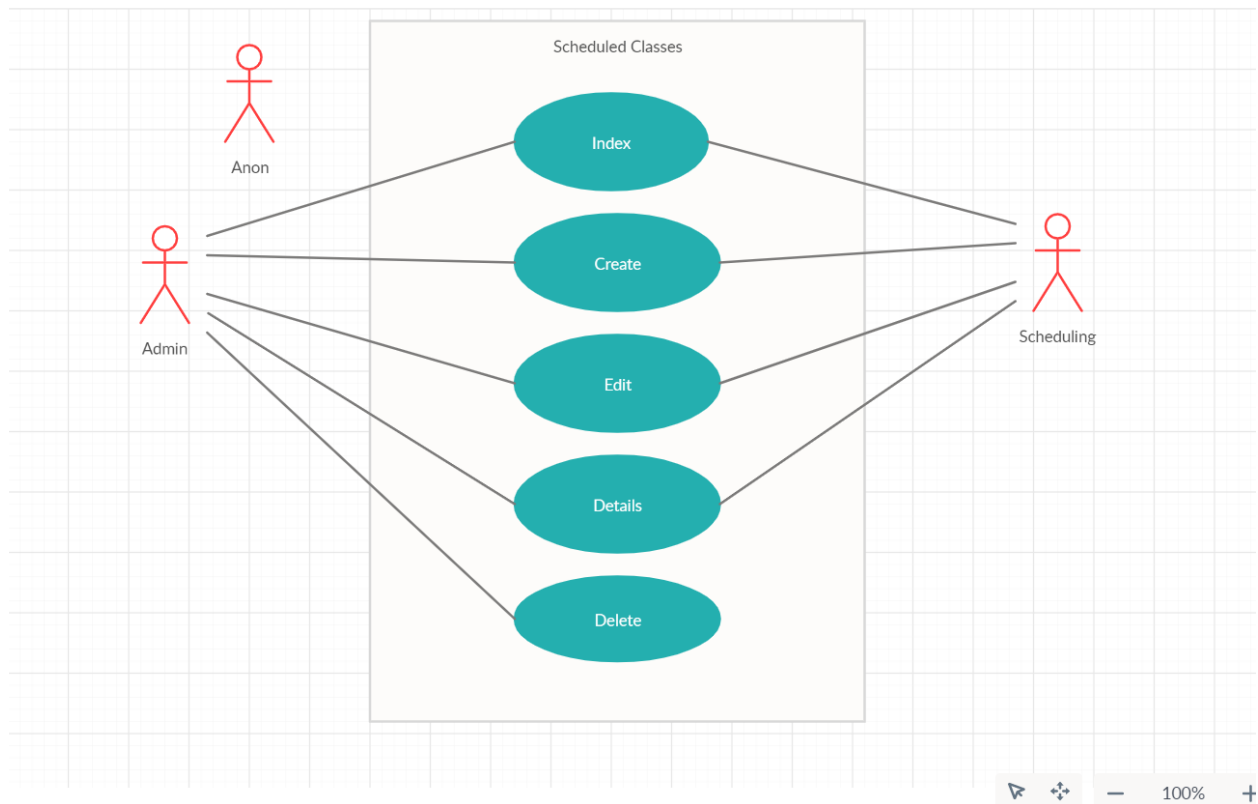 Scheduled Classes
Anon
Index
Admin
Create
Scheduling
Edit
Details
Delete
100%